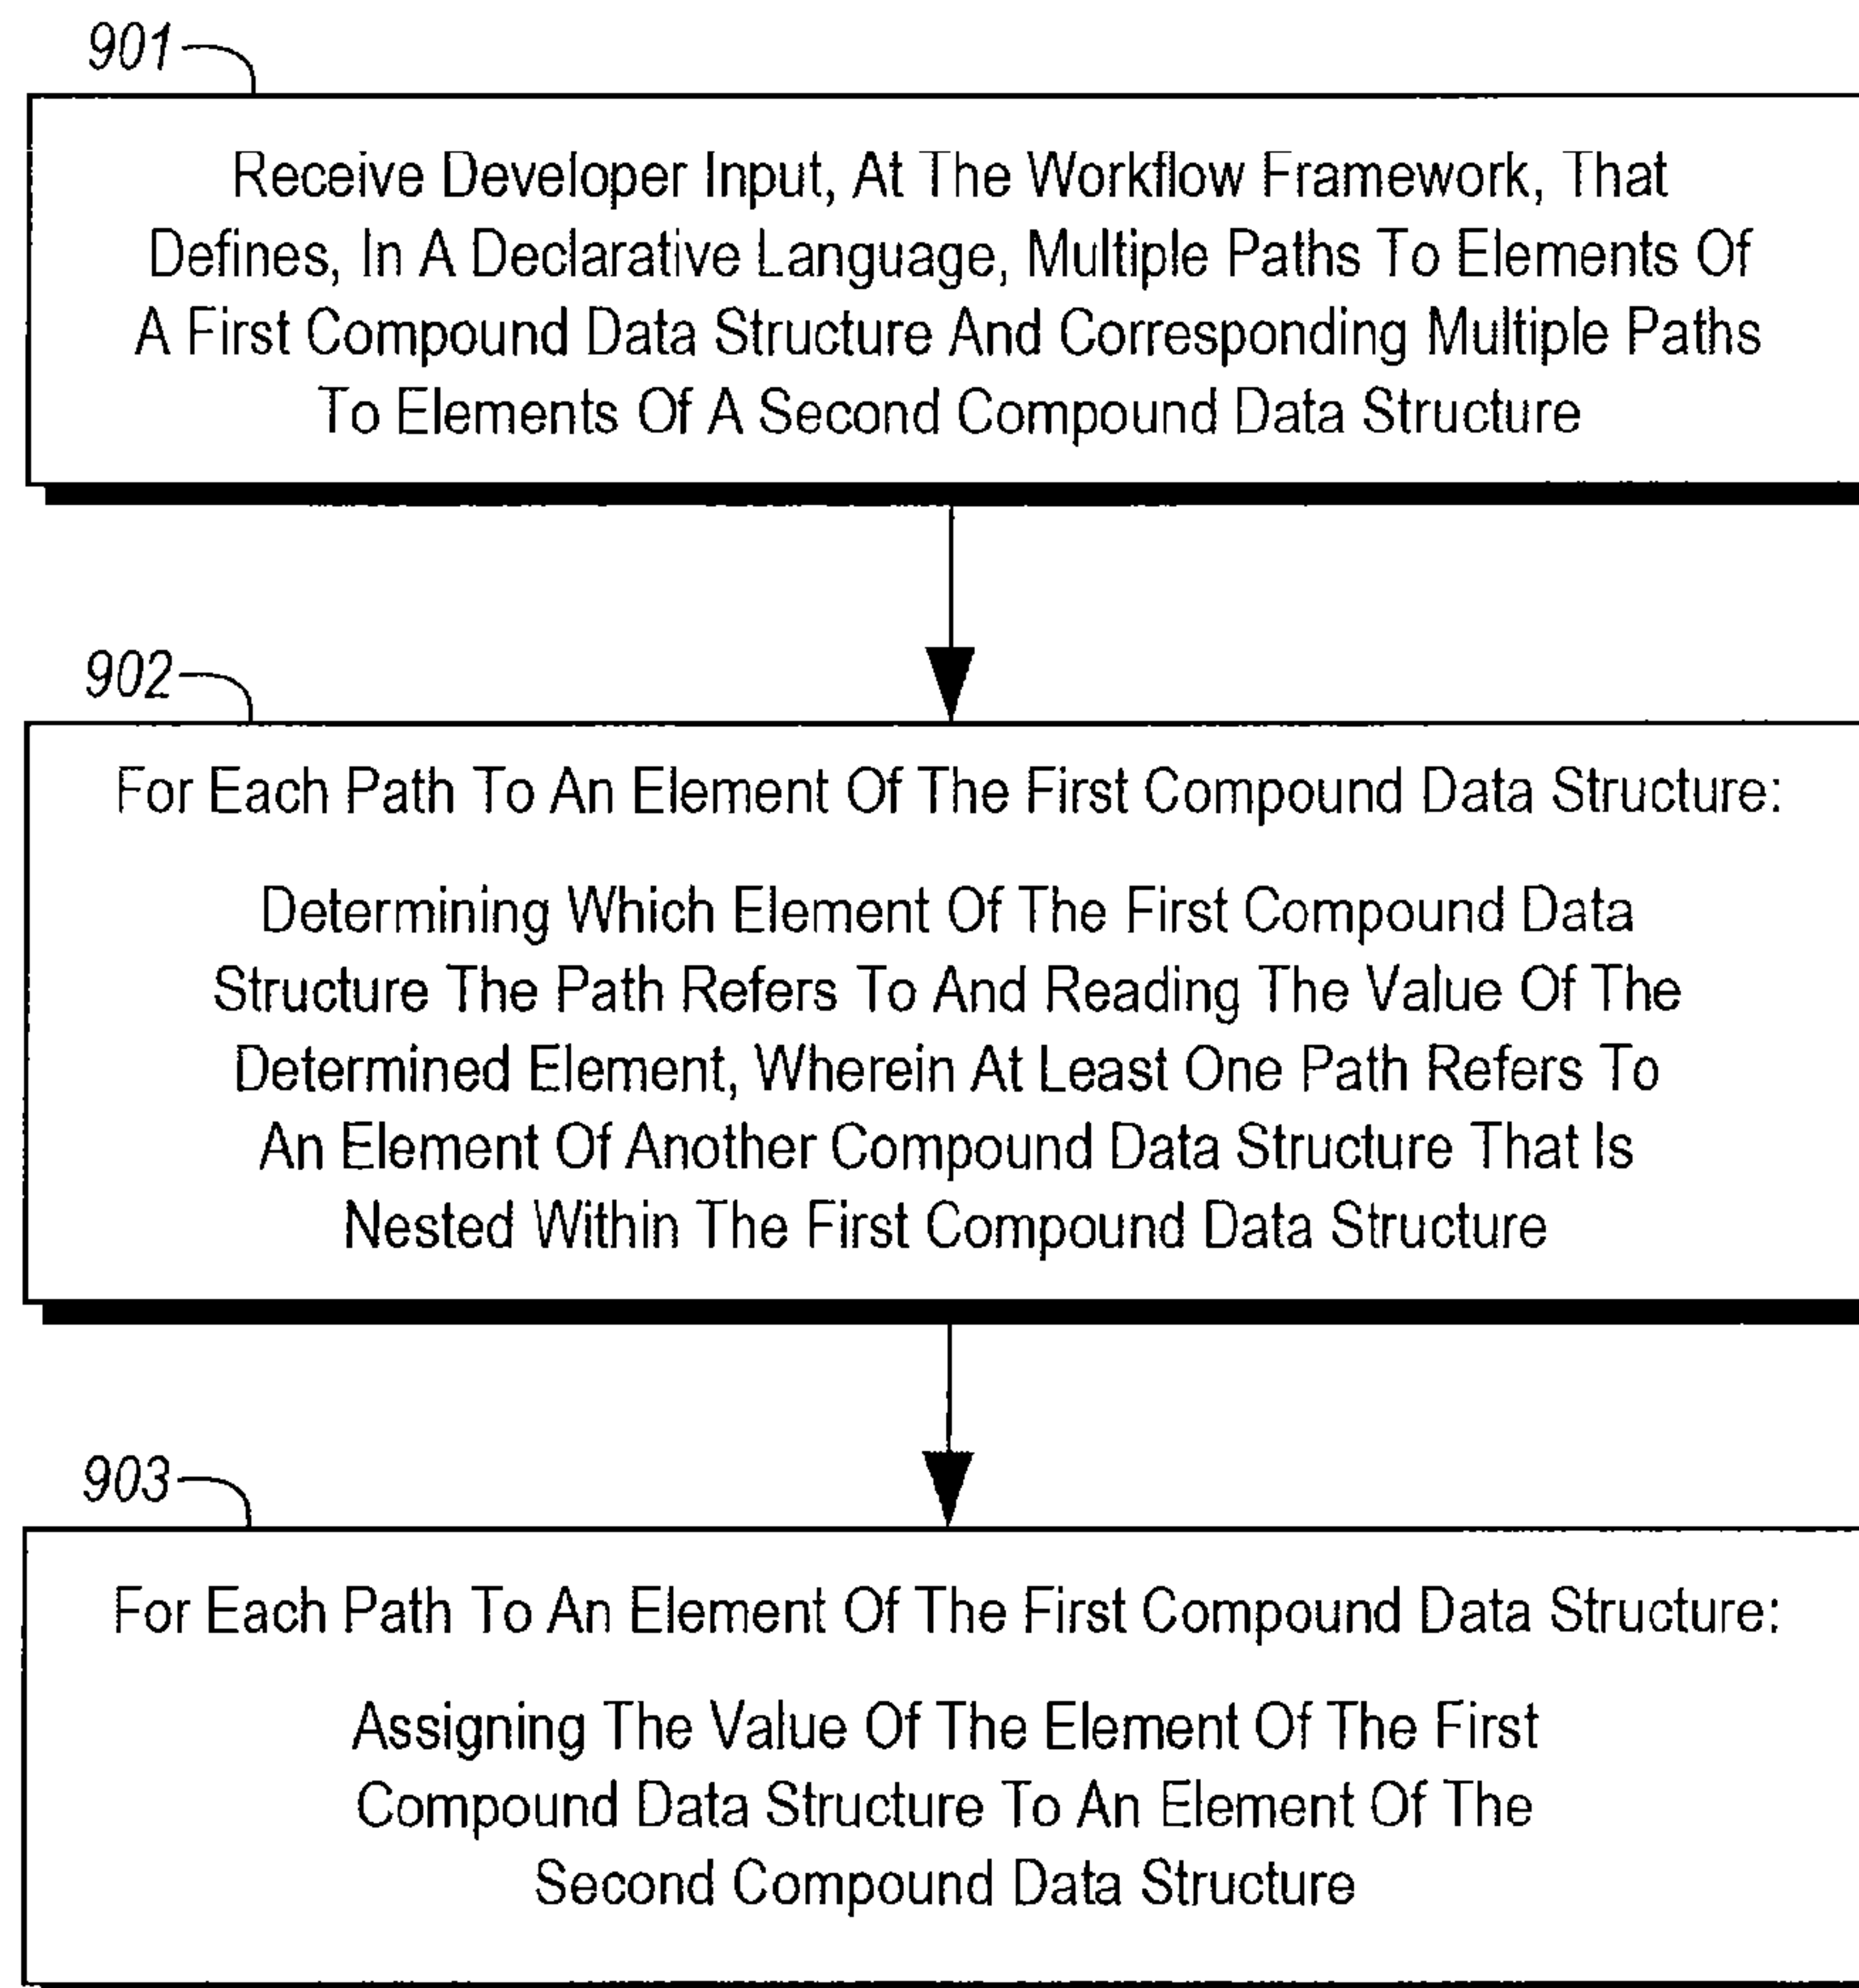 901
Receive Developer Input, At The Workflow Framework, That
Defines, In A Declarative Language, Multiple Paths To Elements Of
A First Compound Data Structure And Corresponding Multiple Paths
To Elements Of A Second Compound Data Structure
902
For Each Path To An Element Of The First Compound Data Structure:
Determining Which Element Of The First Compound Data
Structure The Path Refers To And Reading The Value Of The
Determined Element, Wherein At Least One Path Refers To
An Element Of Another Compound Data Structure That Is
Nested Within The First Compound Data Structure
903
For Each Path To An Element Of The First Compound Data Structure:
Assigning The Value Of The Element Of The First
Compound Data Structure To An Element Of The
Second Compound Data Structure